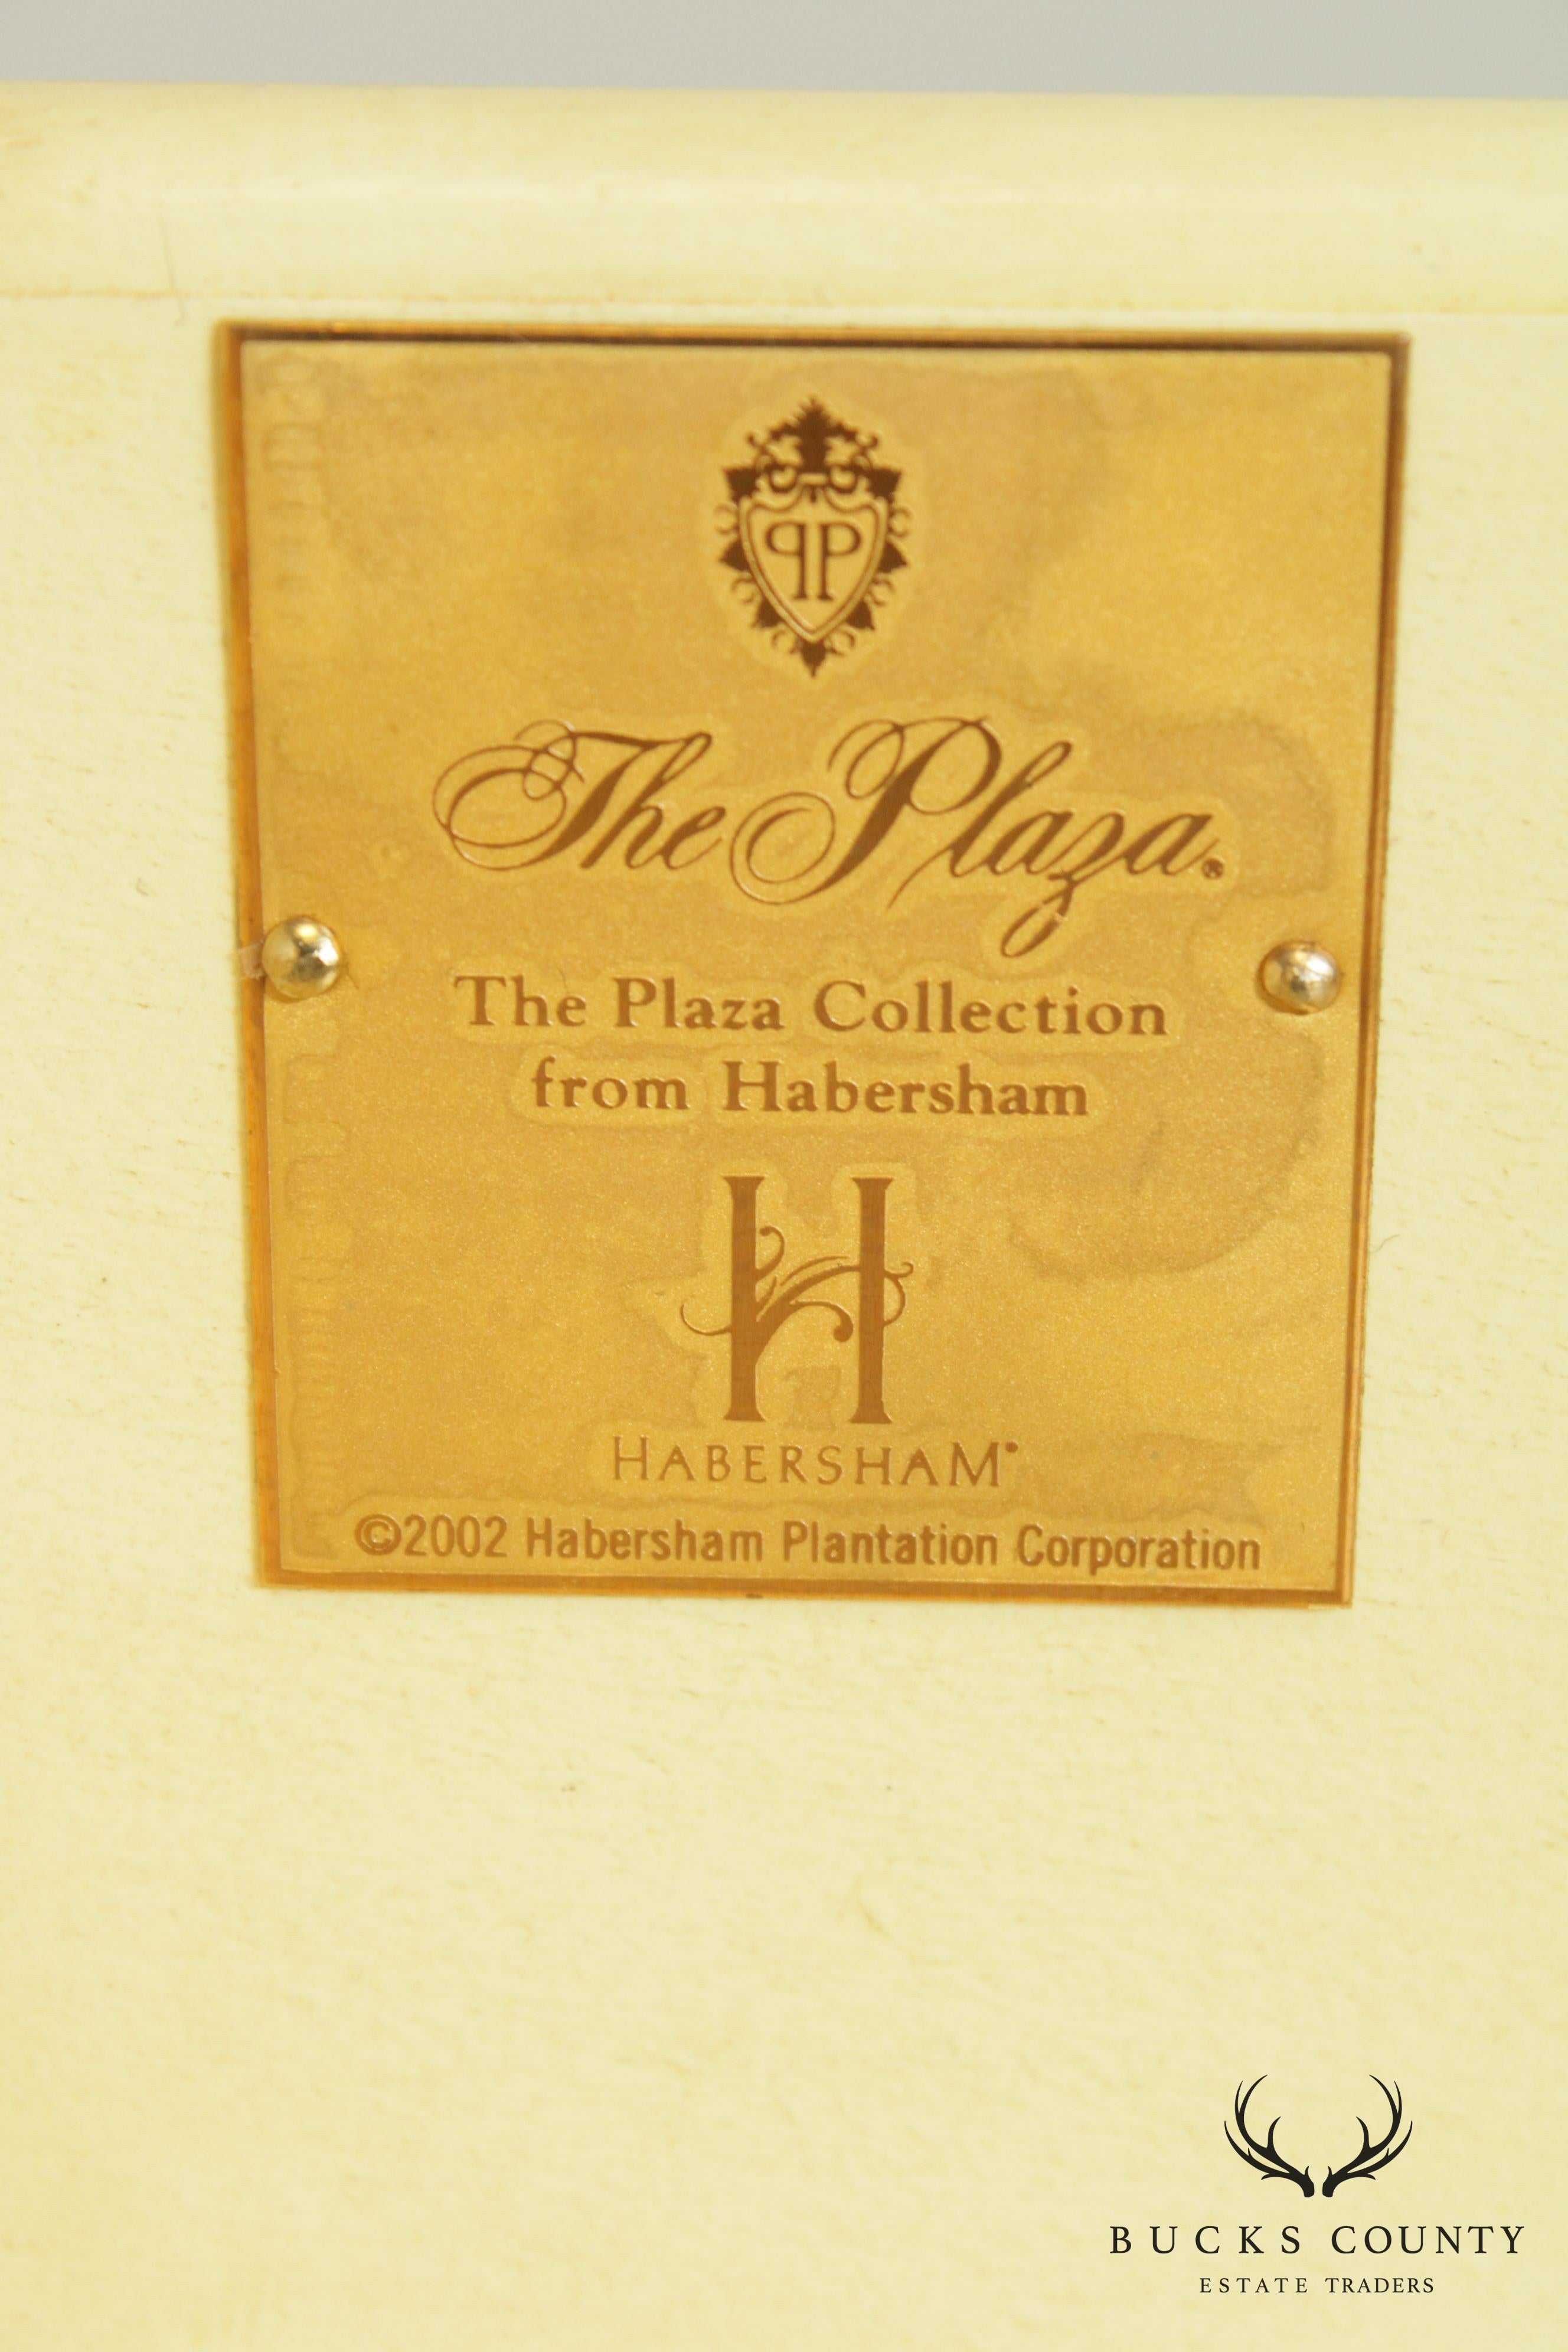 PP
The Plaza®
The Plaza Collection
from Habersham
H
HABERSHAM®
©2002 Habersham Plantation Corporation
BUCKS COUNTY
ESTATE TRADERS